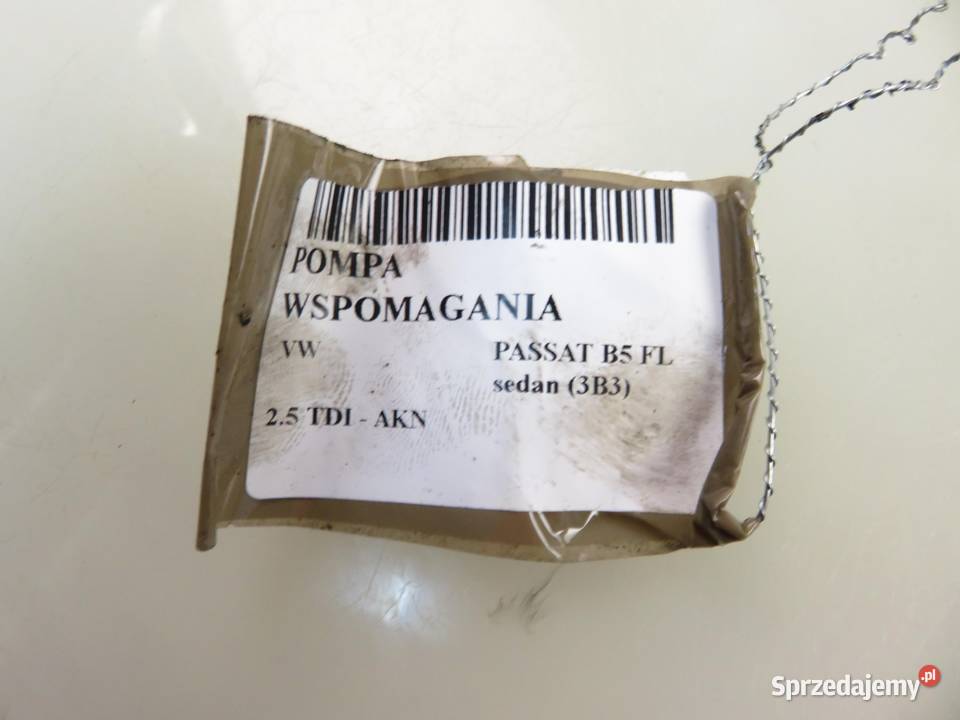 POMPA
WSPOMAGANIA
VW PASSAT B5 FL
sedan (3B3)
2.5 TDI - AKN
Sprzedajemy.pl